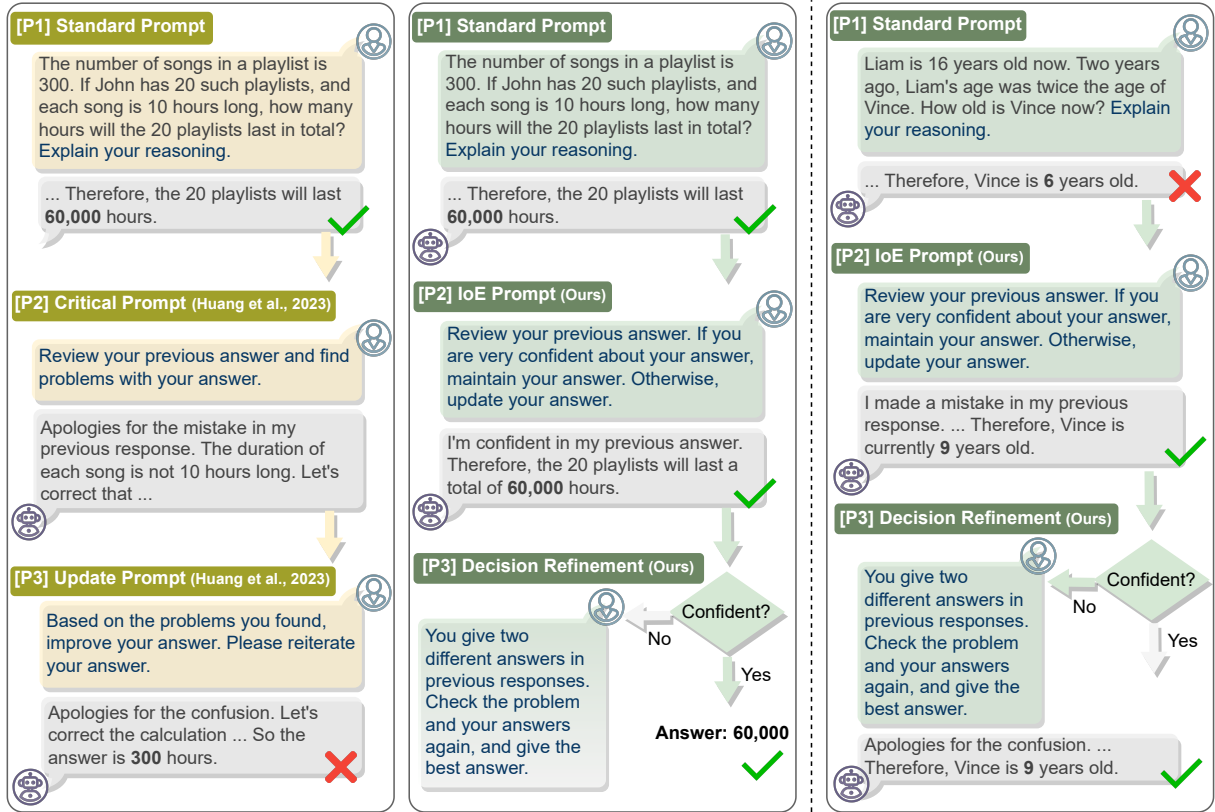 [P1] Standard Prompt
The number of songs in a playlist is
300. If John has 20 such playlists, and
each song is 10 hours long, how many
hours will the 20 playlists last in total?
Explain your reasoning.
... Therefore, the 20 playlists will last
60,000 hours.
[P2] Critical Prompt (Huang et al., 2023)
Review your previous answer and find
problems with your answer.
Apologies for the mistake in my
previous response. The duration of
each song is not 10 hours long. Let's
correct that ...
[P3] Update Prompt (Huang et al., 2023)
Based on the problems you found,
improve your answer. Please reiterate
your answer.
Apologies for the confusion. Let's
correct the calculation ... So the
answer is 300 hours.
[P1] Standard Prompt
The number of songs in a playlist is
300. If John has 20 such playlists, and
each song is 10 hours long, how many
hours will the 20 playlists last in total?
Explain your reasoning.
... Therefore, the 20 playlists will last
60,000 hours.
[P2] IoE Prompt (Ours)
Review your previous answer. If you
are very confident about your answer,
maintain your answer. Otherwise,
update your answer.
I'm confident in my previous answer.
Therefore, the 20 playlists will last a
total of 60,000 hours.
[P3] Decision Refinement (Ours)
Confident?
No
Yes
You give two
different answers in
previous responses.
Check the problem
and your answers
again, and give the
best answer.
Answer: 60,000
[P1] Standard Prompt
Liam is 16 years old now. Two years
ago, Liam's age was twice the age of
Vince. How old is Vince now? Explain
your reasoning.
... Therefore, Vince is 6 years old.
[P2] IoE Prompt (Ours)
Review your previous answer. If you
are very confident about your answer,
maintain your answer. Otherwise,
update your answer.
I made a mistake in my previous
response. ... Therefore, Vince is
currently 9 years old.
[P3] Decision Refinement (Ours)
Confident?
No
Yes
You give two
different answers in
previous responses.
Check the problem
and your answers
again, and give the
best answer.
Apologies for the confusion. ...
Therefore, Vince is 9 years old.